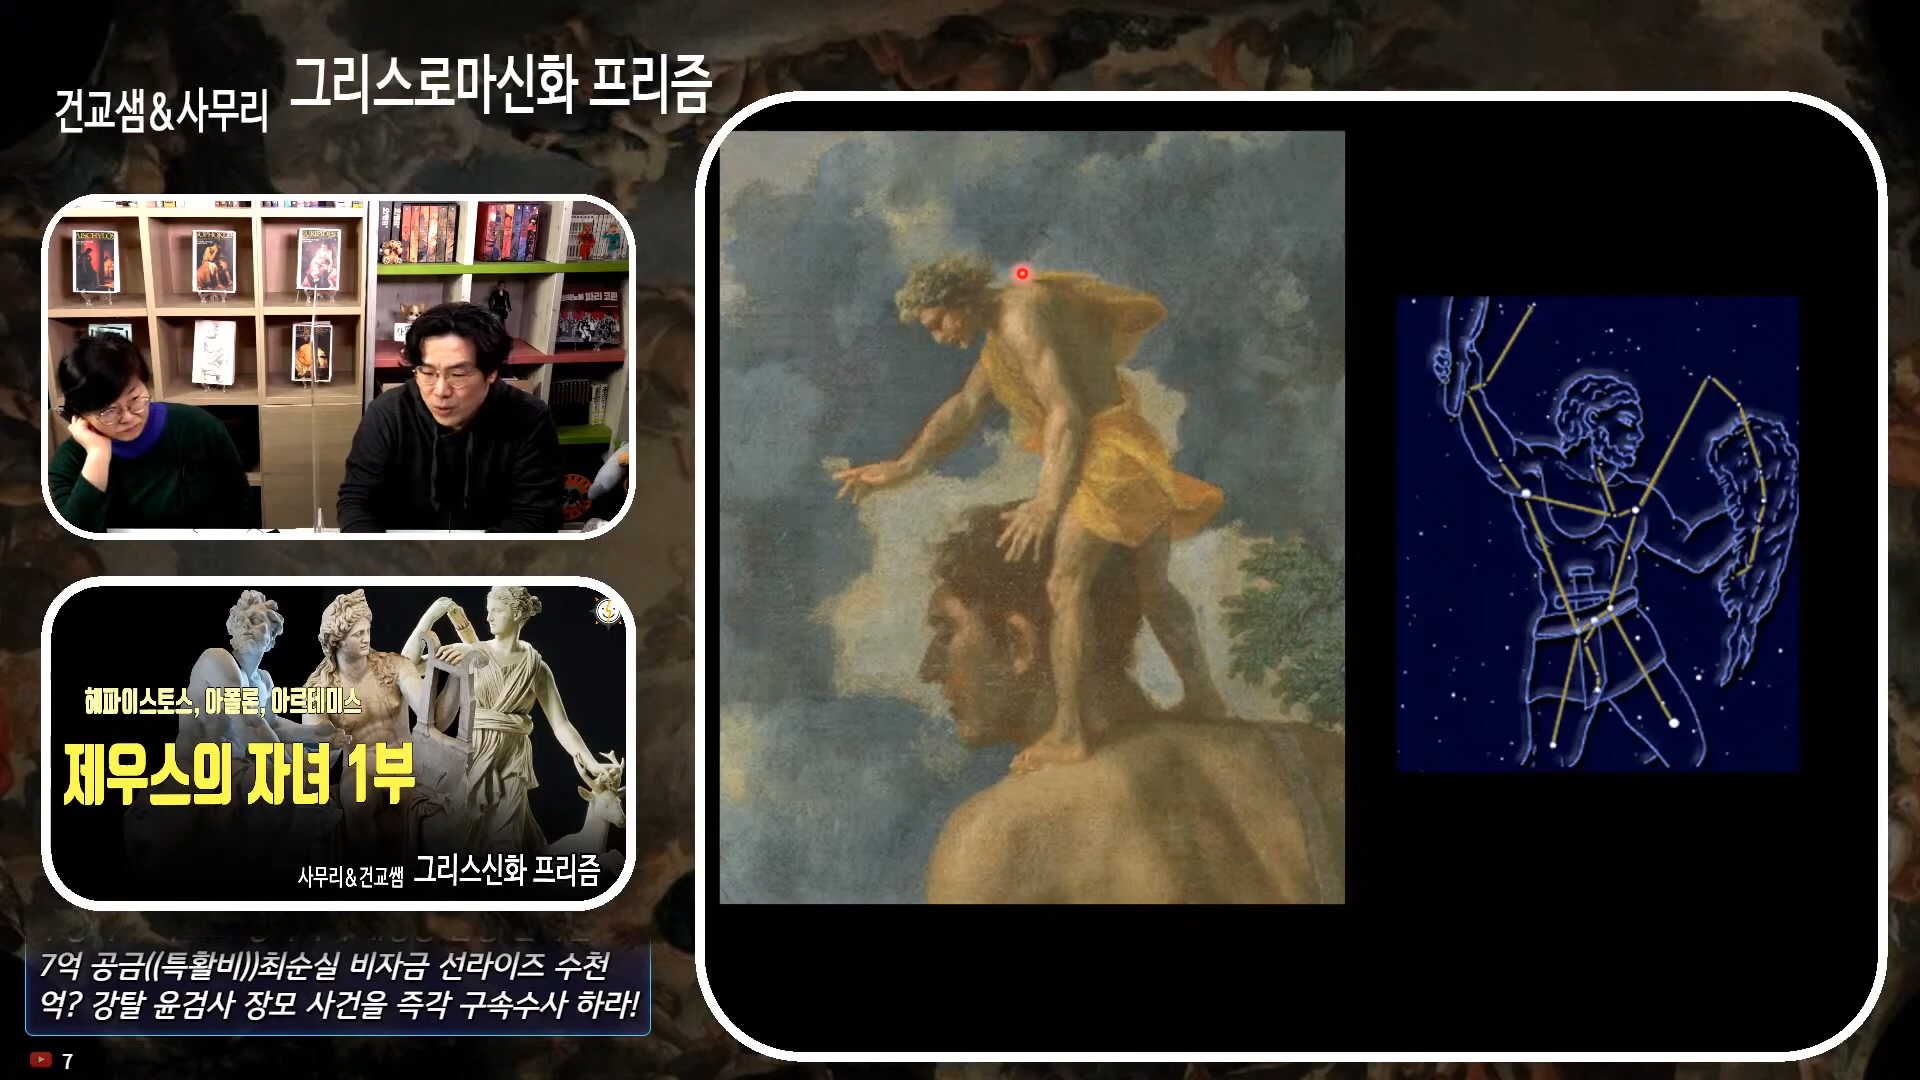 건교샘&사무리 그리스로마신화 프리즘
AISCHYLOS
SOPHOKLES
EURIPIDES
헤파이스토스, 아폴론, 아르테미스
제우스의 자녀 1부
사무리&건교쌤 그리스신화 프리즘
7억 공금((특활비))최순실 비자금 선라이즈 수천
억? 강탈 윤검사 장모 사건을 즉각 구속수사 하라!
7